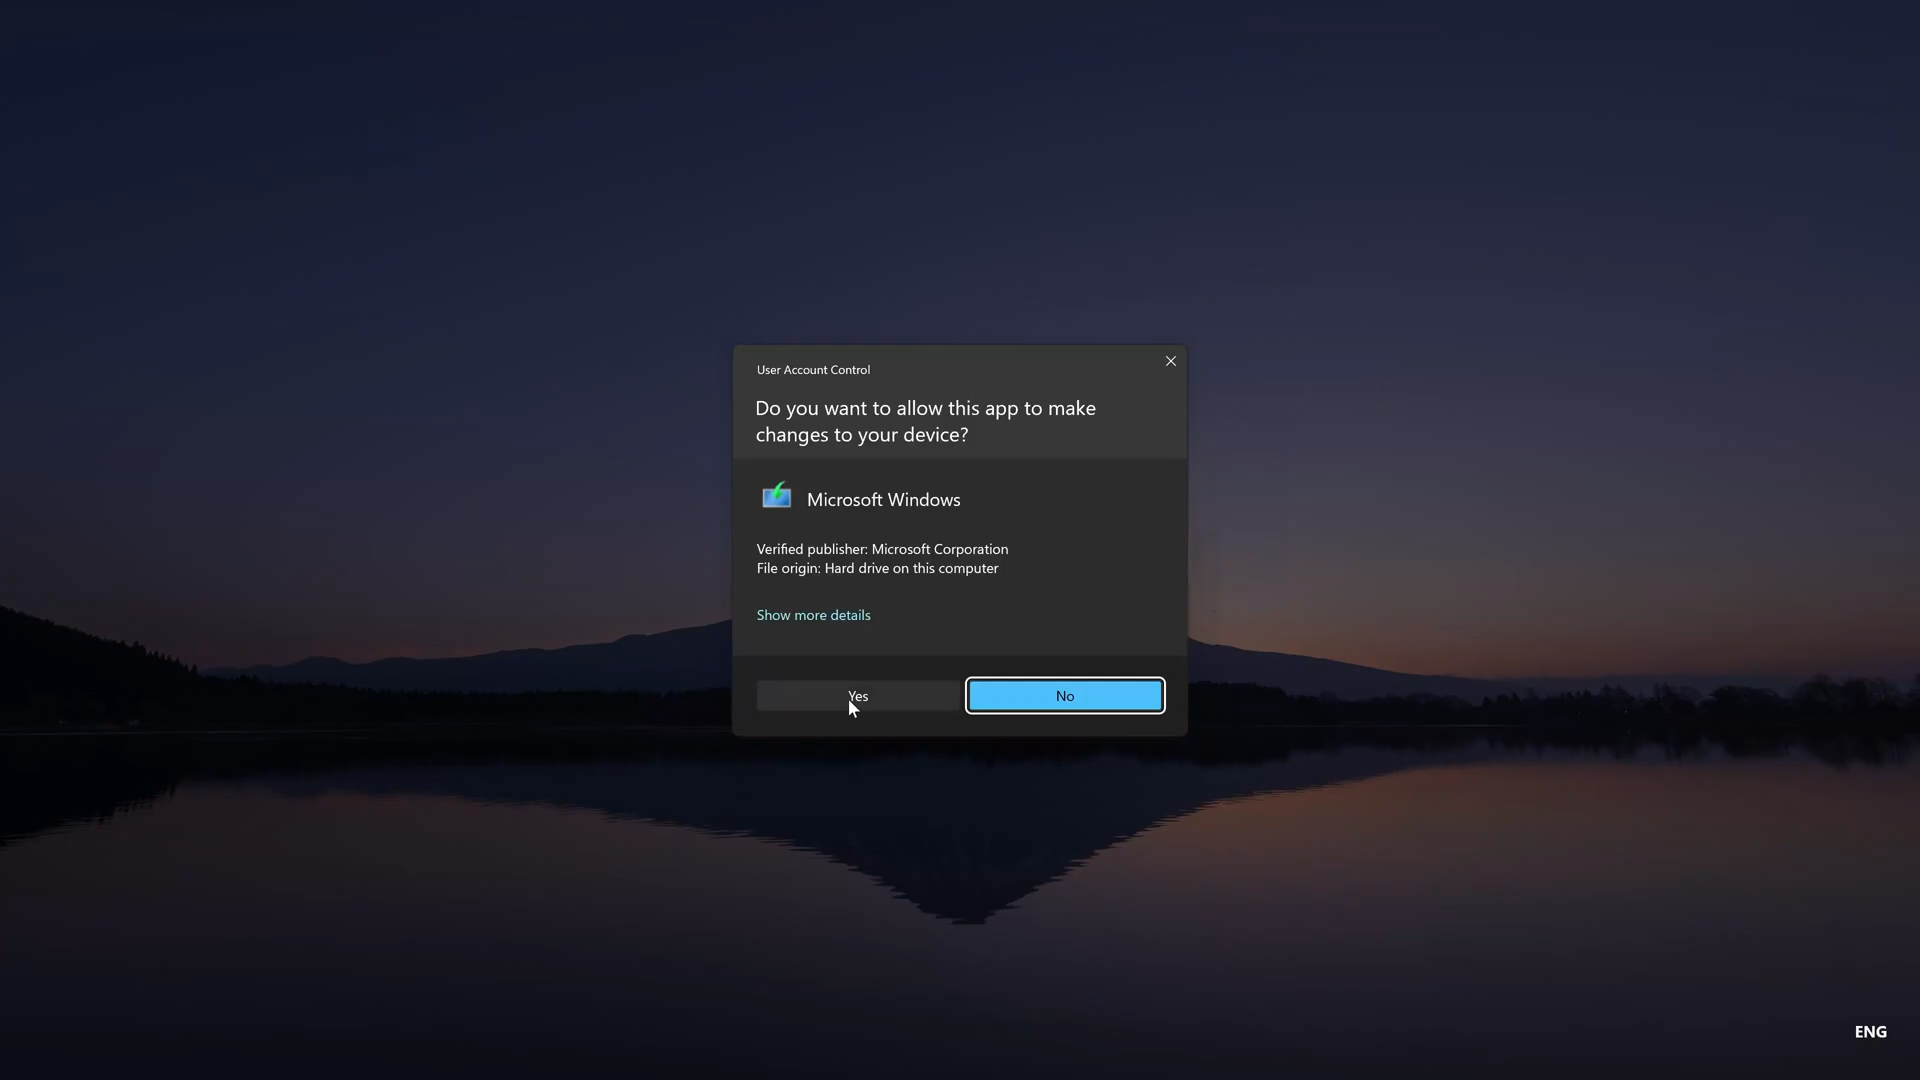 User Account Control
Do you want to allow this app to make
changes to your device?
Microsoft Windows
Verified publisher: Microsoft Corporation
File origin: Hard drive on this computer
Show more details
Yes
No
ENG